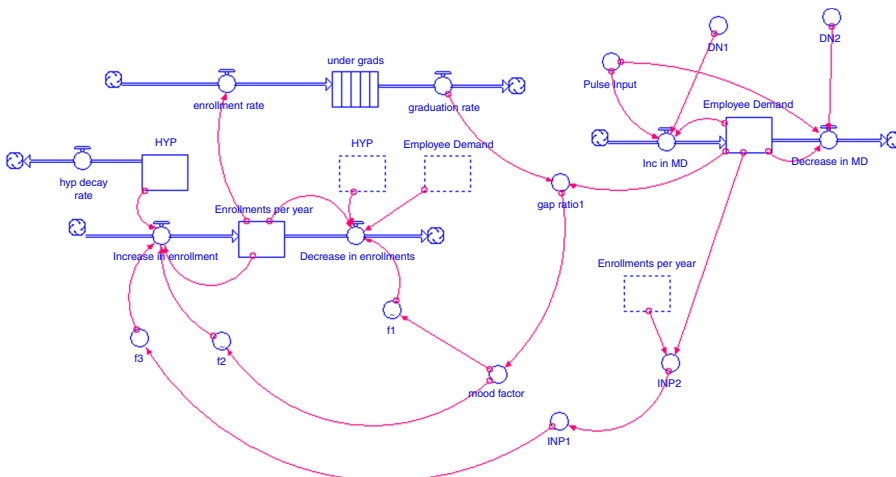 DN1
DN2
under grads
Pulse Input
enrollment rate
graduation rate
Employee Demand
HYP
HYP
Employee Demand
Inc in MD
Decrease in MD
hyp decay
rate
gap ratio1
Enrollments per year
Increase in enrollment
Decrease in enrollments
Enrollments per year
~
f1
~
f2
f3
mood factor
INP2
INP1